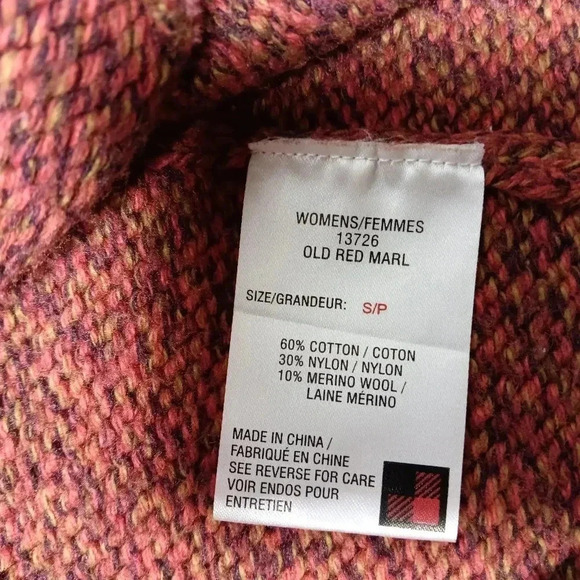 WOMENS/FEMMES
13726
OLD RED MARL
SIZE/GRANDEUR: S/P
60% COTTON / COTON
30% NYLON / NYLON
10% MERINO WOOL /
LAINE MÉRINO
MADE IN CHINA /
FABRIQUÉ EN CHINE
SEE REVERSE FOR CARE
VOIR ENDOS POUR
ENTRETIEN